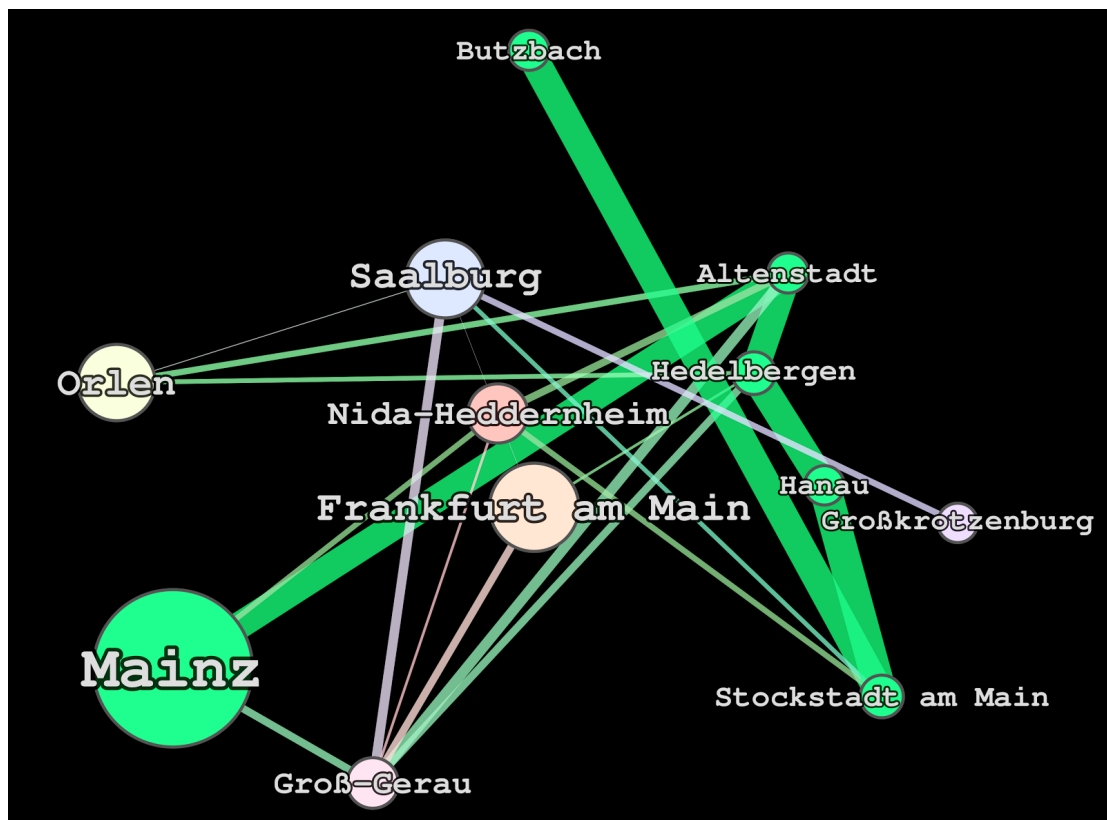 Butzbach
Saalburg
Altenstadt
Orlen
Hedelbergen
Nida-Heddernheim
Hanau
Frankfurt am Main
Großkrotzenburg
Mainz
Stockstadt am Main
Groß-Gerau